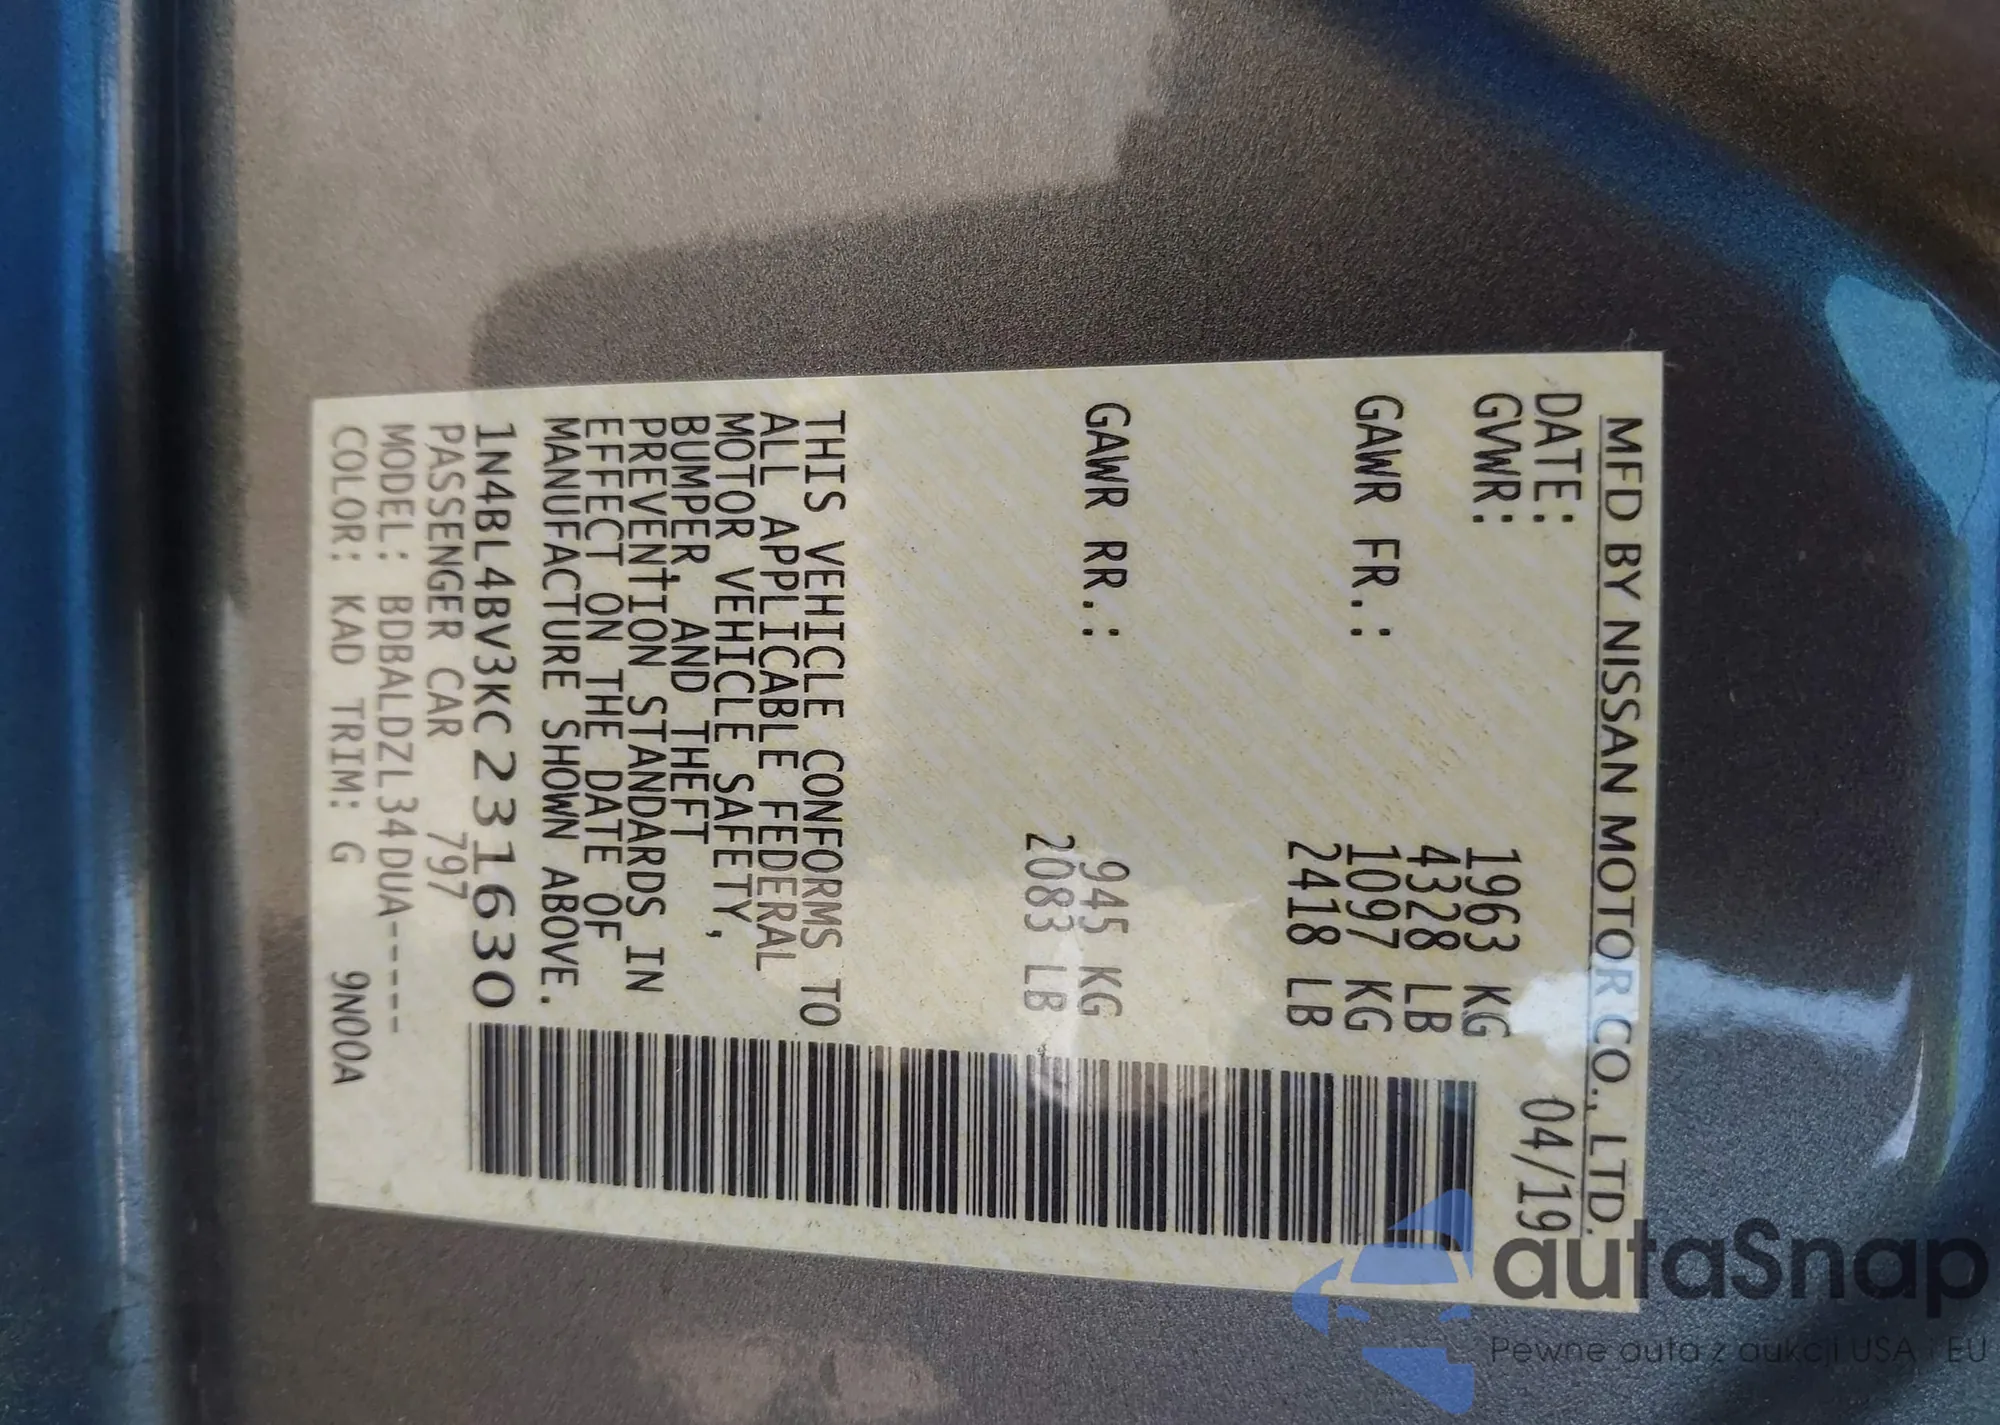 MFD BY NISSAN MOTOR CO., LTD.
DATE: 04/19
GVWR: 1963 KG
4328 LB
GAWR FR.: 1097 KG
2418 LB
GAWR RR.: 945 KG
2083 LB
THIS VEHICLE CONFORMS TO
ALL APPLICABLE FEDERAL
MOTOR VEHICLE SAFETY,
BUMPER, AND THEFT
PREVENTION STANDARDS IN
EFFECT ON THE DATE OF
MANUFACTURE SHOWN ABOVE.
1N4BL4BV3KC231630
PASSENGER CAR 797
MODEL: BDBALDZL34DUA-----
COLOR: KAD TRIM: G 9N00A
autaSnap
Pewne auta z aukcji USA i EU